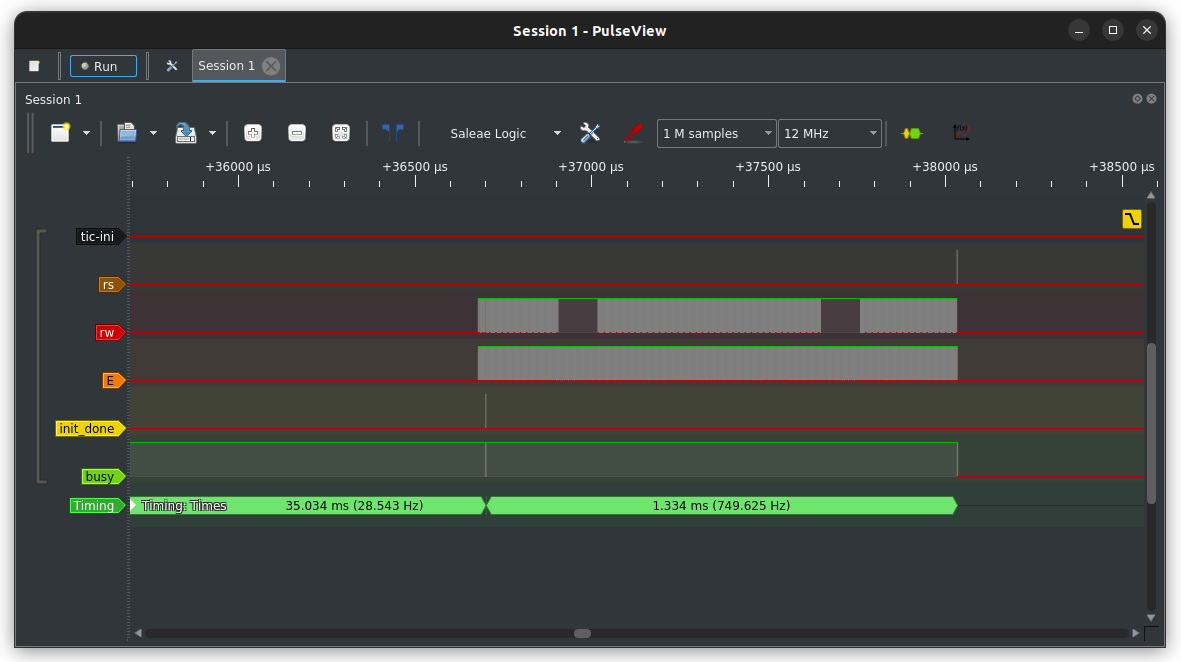 Session 1 - PulseView
Run
Session 1
Session 1
Saleae Logic
1 M samples
12 MHz
+36000 µs
+36500 µs
+37000 µs
+37500 µs
+38000 µs
+38500 µs
tic-ini
rs
rw
E
init_done
busy
Timing
Timing: Times
35.034 ms (28.543 Hz)
1.334 ms (749.625 Hz)